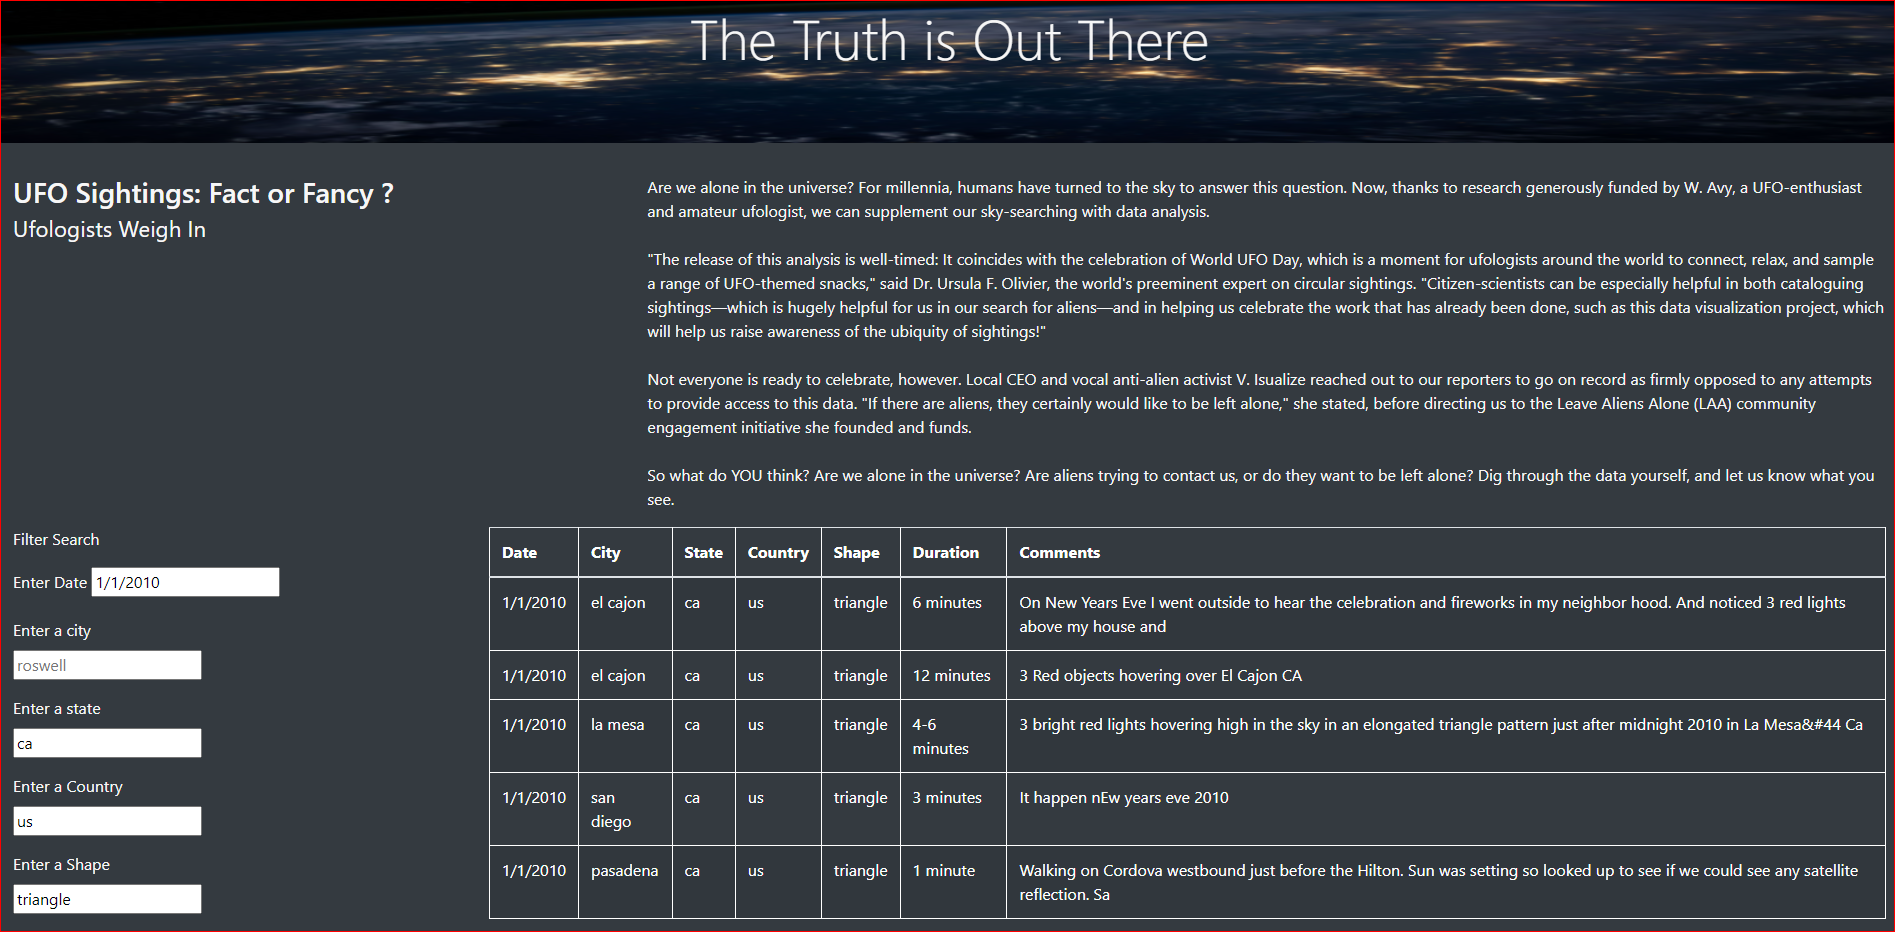 The Truth is Out There
UFO Sightings: Fact or Fancy ?
Ufologists Weigh In
Are we alone in the universe? For millennia, humans have turned to the sky to answer this question. Now, thanks to research generously funded by W. Avy, a UFO-enthusiast
and amateur ufologist, we can supplement our sky-searching with data analysis.
"The release of this analysis is well-timed: It coincides with the celebration of World UFO Day, which is a moment for ufologists around the world to connect, relax, and sample
a range of UFO-themed snacks," said Dr. Ursula F. Olivier, the world's preeminent expert on circular sightings. "Citizen-scientists can be especially helpful in both cataloguing
sightings—which is hugely helpful for us in our search for aliens—and in helping us celebrate the work that has already been done, such as this data visualization project, which
will help us raise awareness of the ubiquity of sightings!"
Not everyone is ready to celebrate, however. Local CEO and vocal anti-alien activist V. Isualize reached out to our reporters to go on record as firmly opposed to any attempts
to provide access to this data. "If there are aliens, they certainly would like to be left alone," she stated, before directing us to the Leave Aliens Alone (LAA) community
engagement initiative she founded and funds.
So what do YOU think? Are we alone in the universe? Are aliens trying to contact us, or do they want to be left alone? Dig through the data yourself, and let us know what you
see.
Filter Search
Enter Date 1/1/2010
Enter a city
roswell
Enter a state
ca
Enter a Country
us
Enter a Shape
triangle
Date City State Country Shape Duration Comments
1/1/2010 el cajon ca us triangle 6 minutes On New Years Eve I went outside to hear the celebration and fireworks in my neighbor hood. And noticed 3 red lights
above my house and
1/1/2010 el cajon ca us triangle 12 minutes 3 Red objects hovering over El Cajon CA
1/1/2010 la mesa ca us triangle 4-6 3 bright red lights hovering high in the sky in an elongated triangle pattern just after midnight 2010 in La Mesa&#44 Ca
minutes
1/1/2010 san ca us triangle 3 minutes It happen nEw years eve 2010
diego
1/1/2010 pasadena ca us triangle 1 minute Walking on Cordova westbound just before the Hilton. Sun was setting so looked up to see if we could see any satellite
reflection. Sa